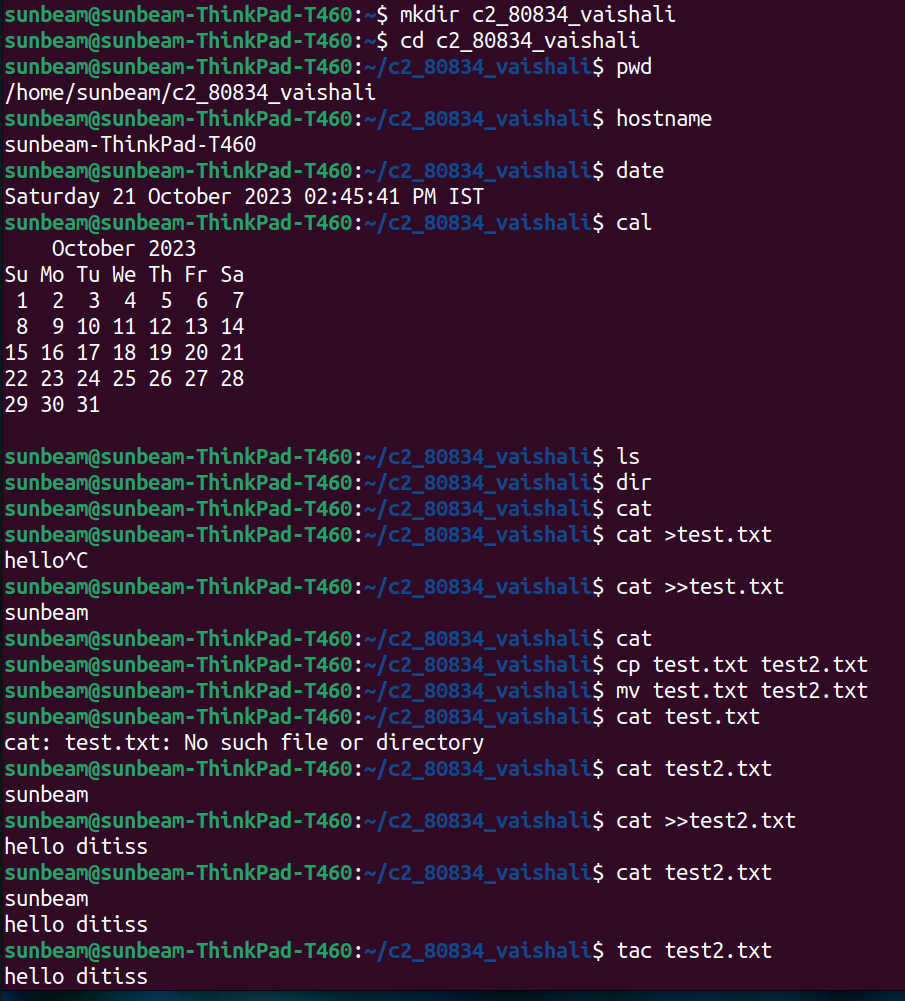 sunbeam@sunbeam-ThinkPad-T460:~$ mkdir c2_80834_vaishali
sunbeam@sunbeam-ThinkPad-T460:~$ cd c2_80834_vaishali
sunbeam@sunbeam-ThinkPad-T460:~/c2_80834_vaishali$ pwd
/home/sunbeam/c2_80834_vaishali
sunbeam@sunbeam-ThinkPad-T460:~/c2_80834_vaishali$ hostname
sunbeam-ThinkPad-T460
sunbeam@sunbeam-ThinkPad-T460:~/c2_80834_vaishali$ date
Saturday 21 October 2023 02:45:41 PM IST
sunbeam@sunbeam-ThinkPad-T460:~/c2_80834_vaishali$ cal
    October 2023
Su Mo Tu We Th Fr Sa
 1  2  3  4  5  6  7
 8  9 10 11 12 13 14
15 16 17 18 19 20 21
22 23 24 25 26 27 28
29 30 31
sunbeam@sunbeam-ThinkPad-T460:~/c2_80834_vaishali$ ls
sunbeam@sunbeam-ThinkPad-T460:~/c2_80834_vaishali$ dir
sunbeam@sunbeam-ThinkPad-T460:~/c2_80834_vaishali$ cat
sunbeam@sunbeam-ThinkPad-T460:~/c2_80834_vaishali$ cat >test.txt
hello^C
sunbeam@sunbeam-ThinkPad-T460:~/c2_80834_vaishali$ cat >>test.txt
sunbeam
sunbeam@sunbeam-ThinkPad-T460:~/c2_80834_vaishali$ cat
sunbeam@sunbeam-ThinkPad-T460:~/c2_80834_vaishali$ cp test.txt test2.txt
sunbeam@sunbeam-ThinkPad-T460:~/c2_80834_vaishali$ mv test.txt test2.txt
sunbeam@sunbeam-ThinkPad-T460:~/c2_80834_vaishali$ cat test.txt
cat: test.txt: No such file or directory
sunbeam@sunbeam-ThinkPad-T460:~/c2_80834_vaishali$ cat test2.txt
sunbeam
sunbeam@sunbeam-ThinkPad-T460:~/c2_80834_vaishali$ cat >>test2.txt
hello ditiss
sunbeam@sunbeam-ThinkPad-T460:~/c2_80834_vaishali$ cat test2.txt
sunbeam
hello ditiss
sunbeam@sunbeam-ThinkPad-T460:~/c2_80834_vaishali$ tac test2.txt
hello ditiss